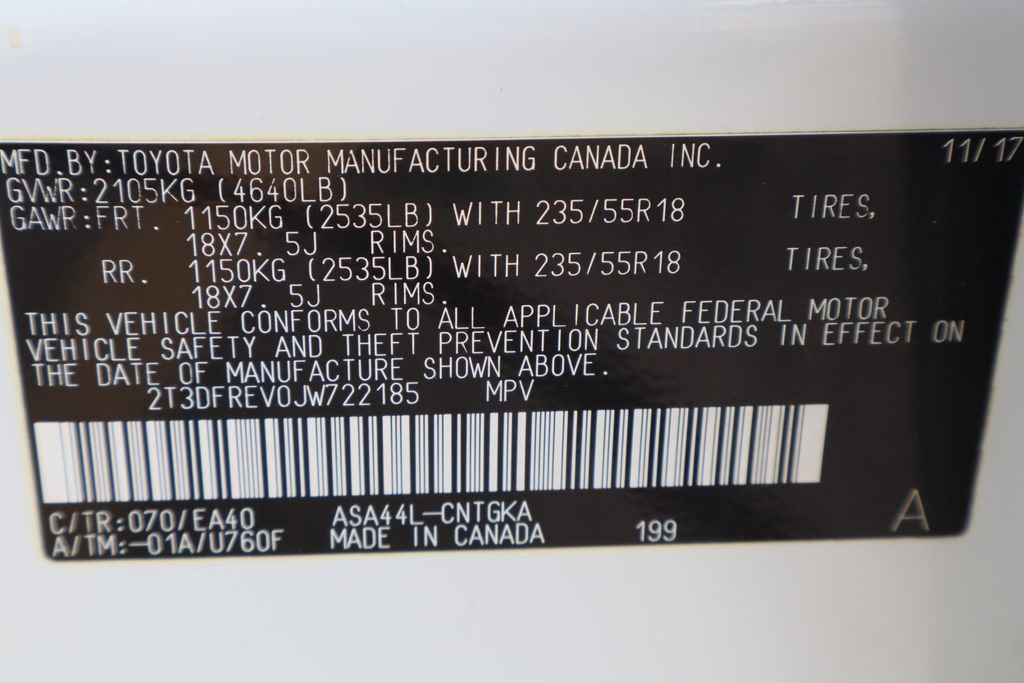 MFD.BY:TOYOTA MOTOR MANUFACTURING CANADA INC. 11/17
GVWR:2105KG (4640LB)
GAWR:FRT. 1150KG (2535LB) WITH 235/55R18 TIRES,
18X7. 5J RIMS.
RR. 1150KG (2535LB) WITH 235/55R18 TIRES,
18X7. 5J RIMS.
THIS VEHICLE CONFORMS TO ALL APPLICABLE FEDERAL MOTOR
VEHICLE SAFETY AND THEFT PREVENTION STANDARDS IN EFFECT ON
THE DATE OF MANUFACTURE SHOWN ABOVE.
2T3DFREV0JW722185 MPV
C/TR:070/EA40 ASA44L-CNTGKA
A/TM:-01A/U760F MADE IN CANADA 199 A